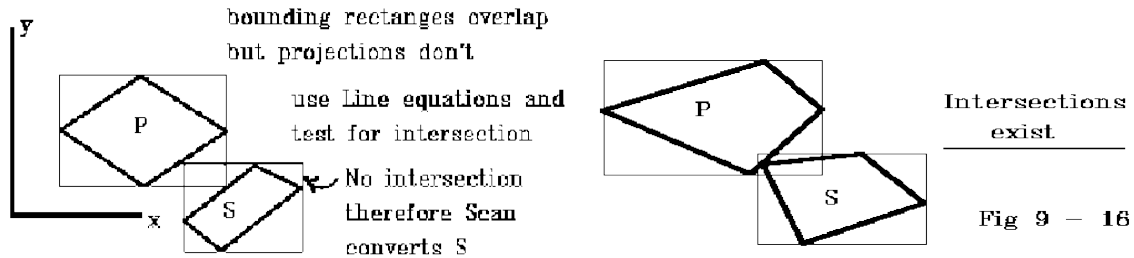 y
bounding rectanges overlap
but projections don't
use Line equations and
test for intersection
P
S
No intersection
therefore Scan
converts S
x
P
S
Intersections
exist
Fig 9 - 16